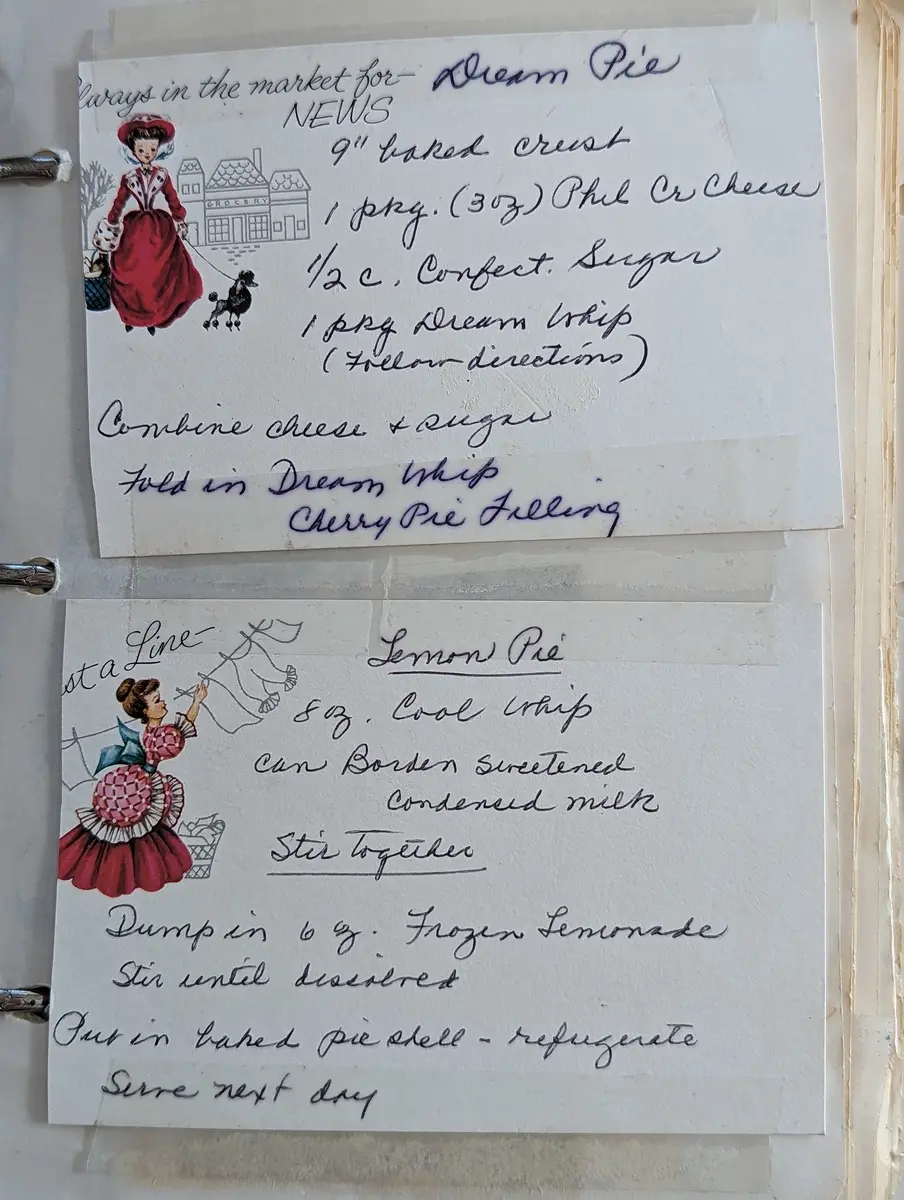 lways in the market for—
NEWS
Dream Pie
GROCERY
9" baked crust
1 pkg. (3oz) Phil Cr Cheese
1/2 c. Confect. Sugar
1 pkg Dream Whip
(Follow directions)
Combine cheese & sugar
Fold in Dream Whip
Cherry Pie Filling
st a Line—
Lemon Pie
8 oz. Cool Whip
can Borden sweetened
condensed milk
Stir Together
Dump in 6 oz. Frozen Lemonade
Stir until dissolved
Put in baked pie shell - refrigerate
Serve next day